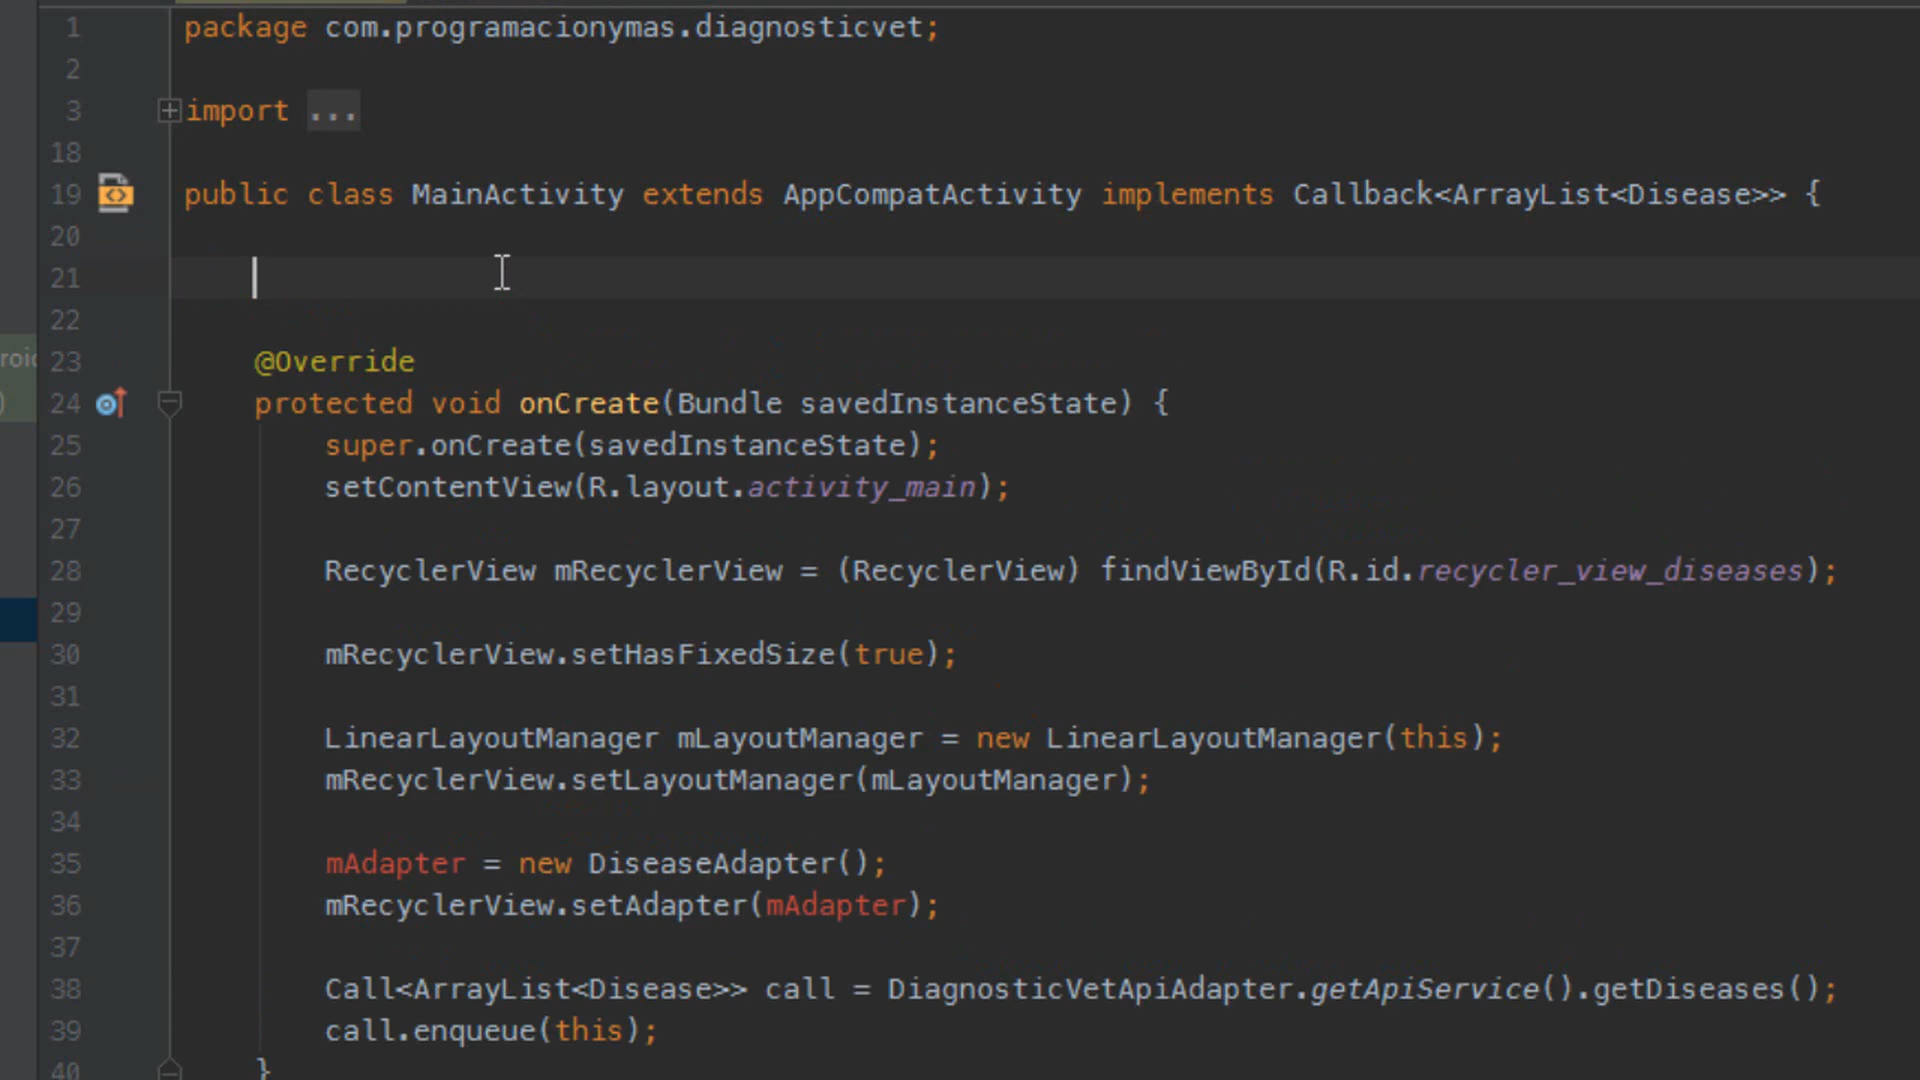 1 package com.programacionymas.diagnosticvet;
2
3 import ...
18
19 public class MainActivity extends AppCompatActivity implements Callback<ArrayList<Disease>> {
20
21
22
23 @Override
24 protected void onCreate(Bundle savedInstanceState) {
25 super.onCreate(savedInstanceState);
26 setContentView(R.layout.activity_main);
27
28 RecyclerView mRecyclerView = (RecyclerView) findViewById(R.id.recycler_view_diseases);
29
30 mRecyclerView.setHasFixedSize(true);
31
32 LinearLayoutManager mLayoutManager = new LinearLayoutManager(this);
33 mRecyclerView.setLayoutManager(mLayoutManager);
34
35 mAdapter = new DiseaseAdapter();
36 mRecyclerView.setAdapter(mAdapter);
37
38 Call<ArrayList<Disease>> call = DiagnosticVetApiAdapter.getApiService().getDiseases();
39 call.enqueue(this);
40 }